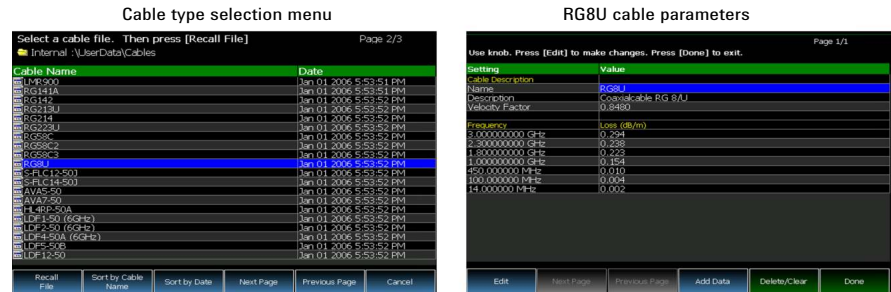 Cable type selection menu
Select a cable file. Then press [Recall File] Page 2/3
Internal :\UserData\Cables
Cable Name Date
LMR900 Jan 01 2006 5:53:51 PM
RG141A Jan 01 2006 5:53:51 PM
RG142 Jan 01 2006 5:53:52 PM
RG213U Jan 01 2006 5:53:52 PM
RG214 Jan 01 2006 5:53:52 PM
RG223U Jan 01 2006 5:53:52 PM
RG58C Jan 01 2006 5:53:52 PM
RG58C2 Jan 01 2006 5:53:52 PM
RG58C3 Jan 01 2006 5:53:52 PM
RG8U Jan 01 2006 5:53:52 PM
S-FLC12-50J Jan 01 2006 5:53:52 PM
S-FLC14-50J Jan 01 2006 5:53:52 PM
AVA5-50 Jan 01 2006 5:53:52 PM
AVA7-50 Jan 01 2006 5:53:52 PM
HL4RP-50A Jan 01 2006 5:53:52 PM
LDF1-50 (6GHz) Jan 01 2006 5:53:52 PM
LDF2-50 (6GHz) Jan 01 2006 5:53:52 PM
LDF4-50A (6GHz) Jan 01 2006 5:53:52 PM
LDF5-50B Jan 01 2006 5:53:52 PM
LDF12-50 Jan 01 2006 5:53:52 PM
Recall File
Sort by Cable Name
Sort by Date
Next Page
Previous Page
Cancel
RG8U cable parameters
Page 1/1
Use knob. Press [Edit] to make changes. Press [Done] to exit.
Setting Value
Cable Description
Name RG8U
Description Coaxialcable RG 8/U
Velocity Factor 0.8480
Frequency Loss (dB/m)
3.000000000 GHz 0.294
2.300000000 GHz 0.238
1.800000000 GHz 0.223
1.000000000 GHz 0.154
450.000000 MHz 0.010
100.000000 MHz 0.004
14.000000 MHz 0.002
Edit
Next Page
Previous Page
Add Data
Delete/Clear
Done